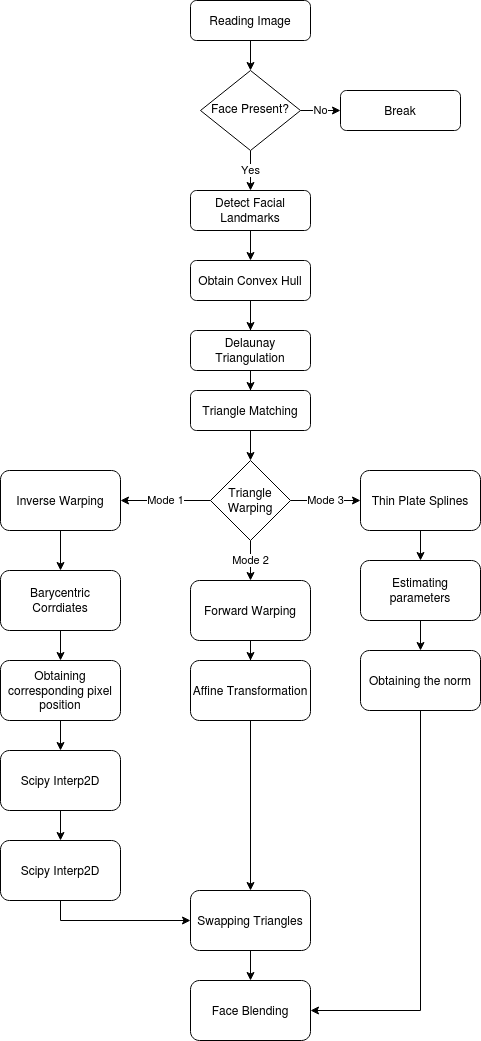 Reading Image
Face Present?
No
Break
Yes
Detect Facial
Landmarks
Obtain Convex Hull
Delaunay
Triangulation
Triangle Matching
Inverse Warping
Mode 1
Triangle
Warping
Mode 3
Thin Plate Splines
Mode 2
Barycentric
Corrdiates
Forward Warping
Estimating
parameters
Obtaining
corresponding pixel
position
Affine Transformation
Obtaining the norm
Scipy Interp2D
Scipy Interp2D
Swapping Triangles
Face Blending